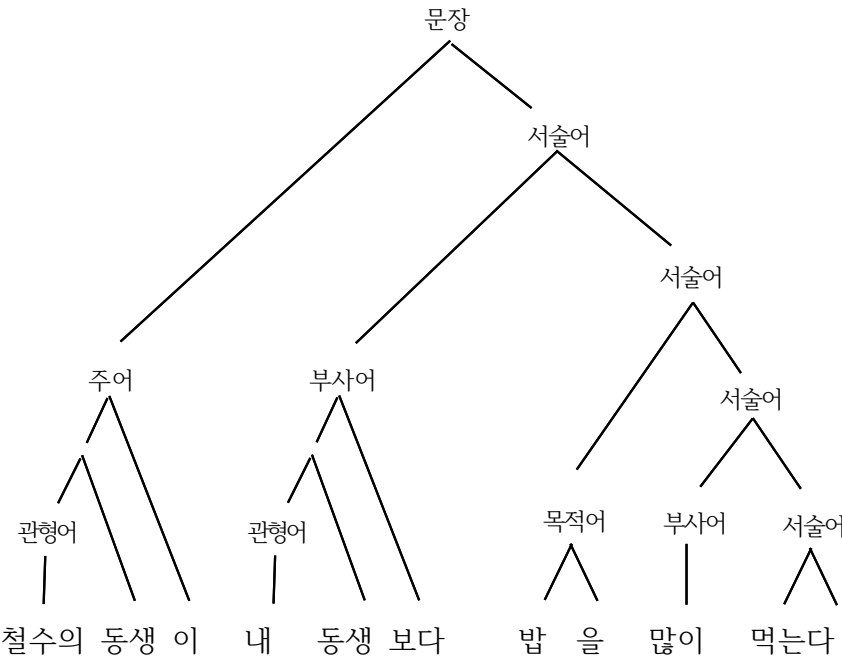 문장
서술어
서술어
주어 부사어
서술어
관형어 관형어 목적어 부사어 서술어
철수의 동생 이 내 동생 보다 밥 을 많이 먹는다